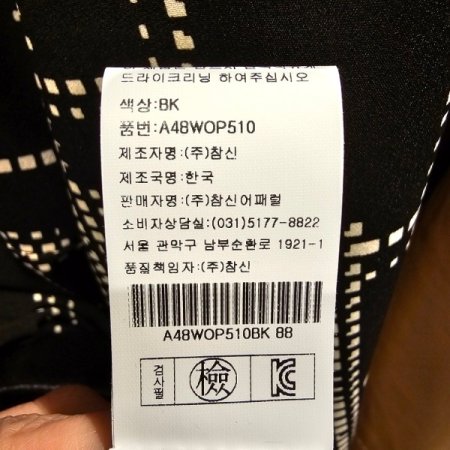 드라이크리닝 하여주십시오
색상:BK
품번:A48WOP510
제조자명:(주)참신
제조국명:한국
판매자명:(주)참신어패럴
소비자상담실:(031)5177-8822
서울 관악구 남부순환로 1921-1
품질책임자:(주)참신
A48WOP510BK 88
검사필
檢
KC